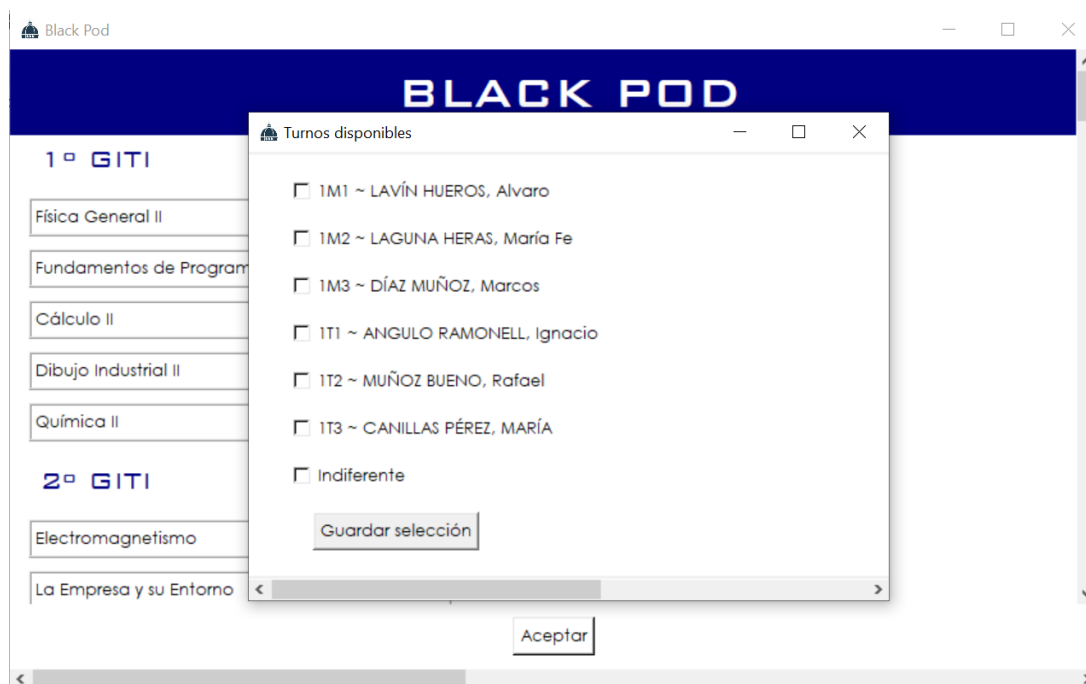 Black Pod
BLACK POD
Turnos disponibles
1º GITI
Física General II
Fundamentos de Program
Cálculo II
Dibujo Industrial II
Química II
2º GITI
Electromagnetismo
La Empresa y su Entorno
1M1 ~ LAVÍN HUEROS, Alvaro
1M2 ~ LAGUNA HERAS, María Fe
1M3 ~ DÍAZ MUÑOZ, Marcos
1T1 ~ ANGULO RAMONELL, Ignacio
1T2 ~ MUÑOZ BUENO, Rafael
1T3 ~ CANILLAS PÉREZ, MARÍA
Indiferente
Guardar selección
Aceptar